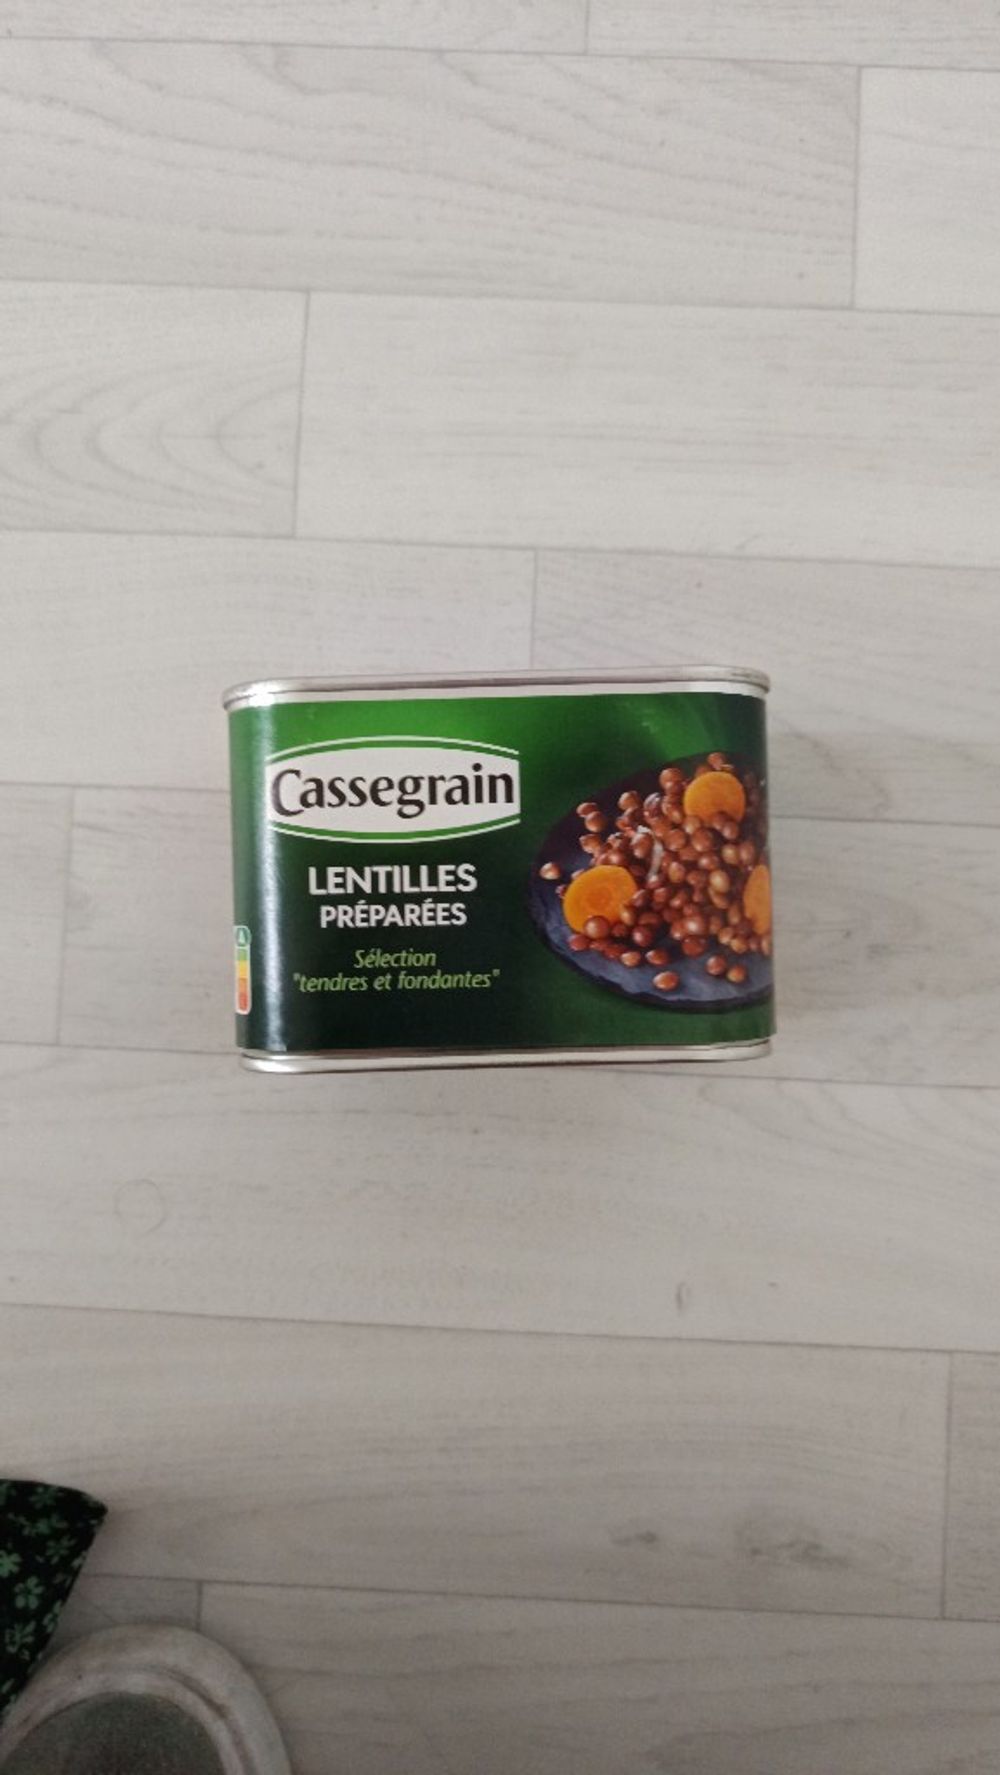 Cassegrain
LENTILLES
PRÉPARÉES
Sélection
"tendres et fondantes"
A